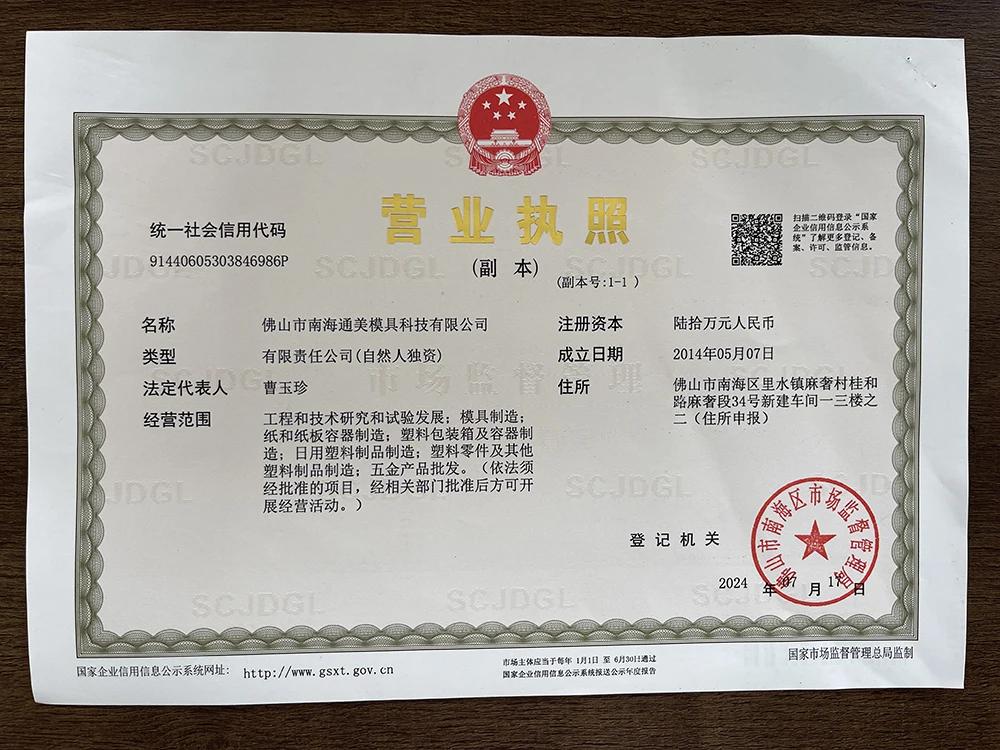 营业执照
(副 本)
(副本号:1-1 )
统一社会信用代码
91440605303846986P
扫描二维码登录“国家
企业信用信息公示系
统”了解更多登记、备
案、许可、监管信息。
名称 佛山市南海通美模具科技有限公司
类型 有限责任公司(自然人独资)
法定代表人 曹玉珍
经营范围 工程和技术研究和试验发展；模具制造；
纸和纸板容器制造；塑料包装箱及容器制
造；日用塑料制品制造；塑料零件及其他
塑料制品制造；五金产品批发。（依法须
经批准的项目，经相关部门批准后方可开
展经营活动。）
注册资本 陆拾万元人民币
成立日期 2014年05月07日
住所 佛山市南海区里水镇麻奢村桂和
路麻奢段34号新建车间一三楼之
二（住所申报）
登记机关
佛山市南海区市场监督管理局
2024 年 07 月 17 日
国家企业信用信息公示系统网址： http://www.gsxt.gov.cn
市场主体应当于每年 1月1日 至 6月30日通过
国家企业信用信息公示系统报送公示年度报告
国家市场监督管理总局监制
SCJDGL
市场监督管理